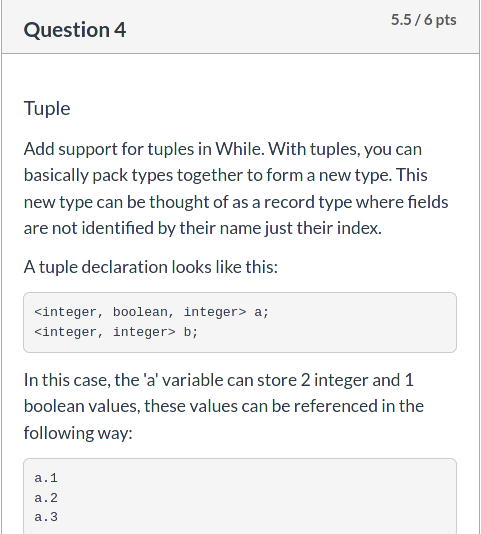 Question 4
5.5 / 6 pts
Tuple
Add support for tuples in While. With tuples, you can
basically pack types together to form a new type. This
new type can be thought of as a record type where fields
are not identified by their name just their index.
A tuple declaration looks like this:
<integer, boolean, integer> a;
<integer, integer> b;
In this case, the 'a' variable can store 2 integer and 1
boolean values, these values can be referenced in the
following way:
a.1
a.2
a.3